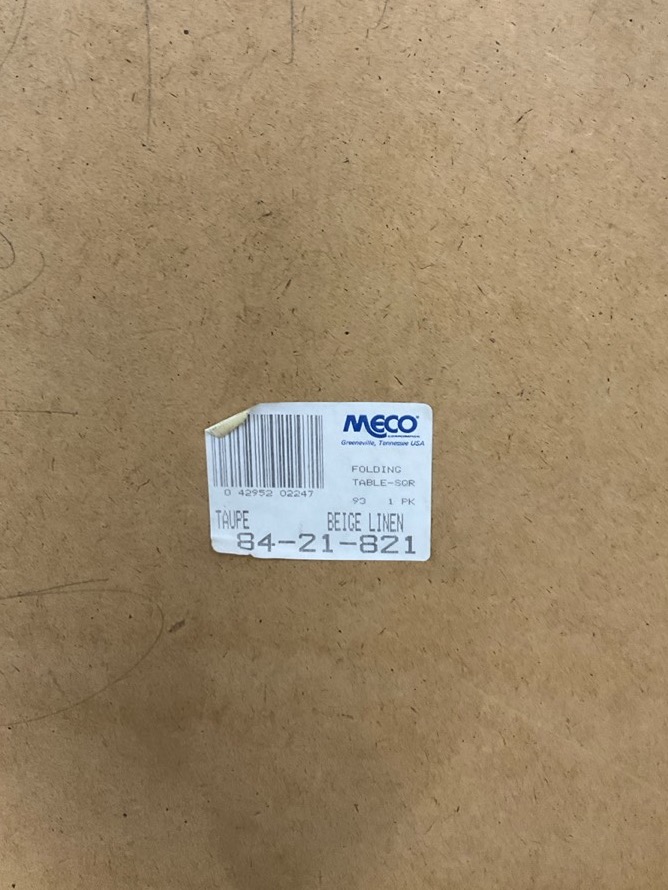 MECO
CORPORATION
Greeneville, Tennessee USA
FOLDING
TABLE-SQR
0 42952 02247
93 1 PK
TAUPE BEIGE LINEN
84-21-821